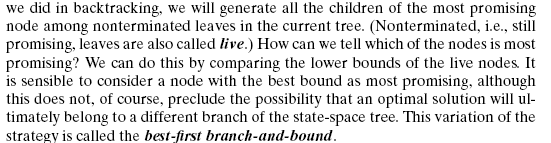 we did in backtracking, we will generate all the children of the most promising
node among nonterminated leaves in the current tree. (Nonterminated, i.e., still
promising, leaves are also called live.) How can we tell which of the nodes is most
promising? We can do this by comparing the lower bounds of the live nodes. It
is sensible to consider a node with the best bound as most promising, although
this does not, of course, preclude the possibility that an optimal solution will ul-
timately belong to a different branch of the state-space tree. This variation of the
strategy is called the best-first branch-and-bound.